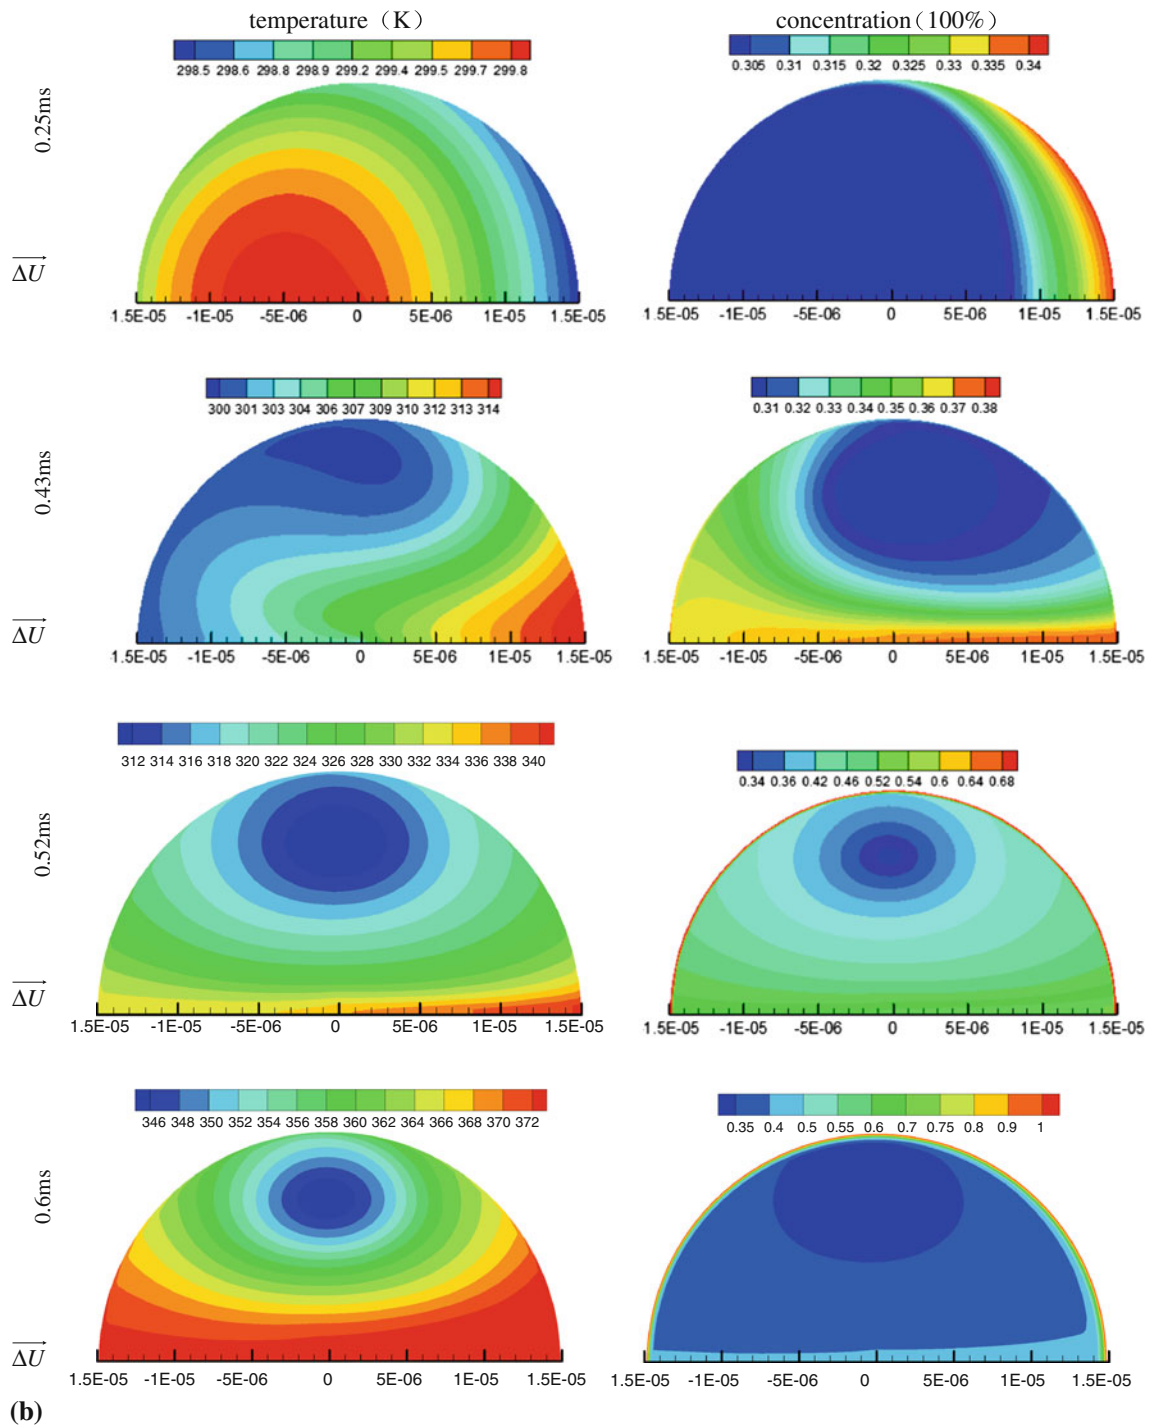 temperature (K)
concentration (100%)
298.5 298.6 298.8 298.9 299.2 299.4 299.5 299.7 299.8
0.305 0.31 0.315 0.32 0.325 0.33 0.335 0.34
0.25ms
ΔU
1.5E-05 -1E-05 -5E-06 0 5E-06 1E-05 1.5E-05
1.5E-05 -1E-05 -5E-06 0 5E-06 1E-05 1.5E-05
300 301 303 304 306 307 309 310 312 313 314
0.31 0.32 0.33 0.34 0.35 0.36 0.37 0.38
0.43ms
ΔU
1.5E-05 -1E-05 -5E-06 0 5E-06 1E-05 1.5E-05
1.5E-05 -1E-05 -5E-06 0 5E-06 1E-05 1.5E-05
312 314 316 318 320 322 324 326 328 330 332 334 336 338 340
0.34 0.36 0.42 0.46 0.52 0.54 0.6 0.64 0.68
0.52ms
ΔU
1.5E-05 -1E-05 -5E-06 0 5E-06 1E-05 1.5E-05
1.5E-05 -1E-05 -5E-06 0 5E-06 1E-05 1.5E-05
346 348 350 352 354 356 358 360 362 364 366 368 370 372
0.35 0.4 0.5 0.55 0.6 0.7 0.75 0.8 0.9 1
0.6ms
ΔU
1.5E-05 -1E-05 -5E-06 0 5E-06 1E-05 1.5E-05
1.5E-05 -1E-05 -5E-06 0 5E-06 1E-05 1.5E-05
(b)